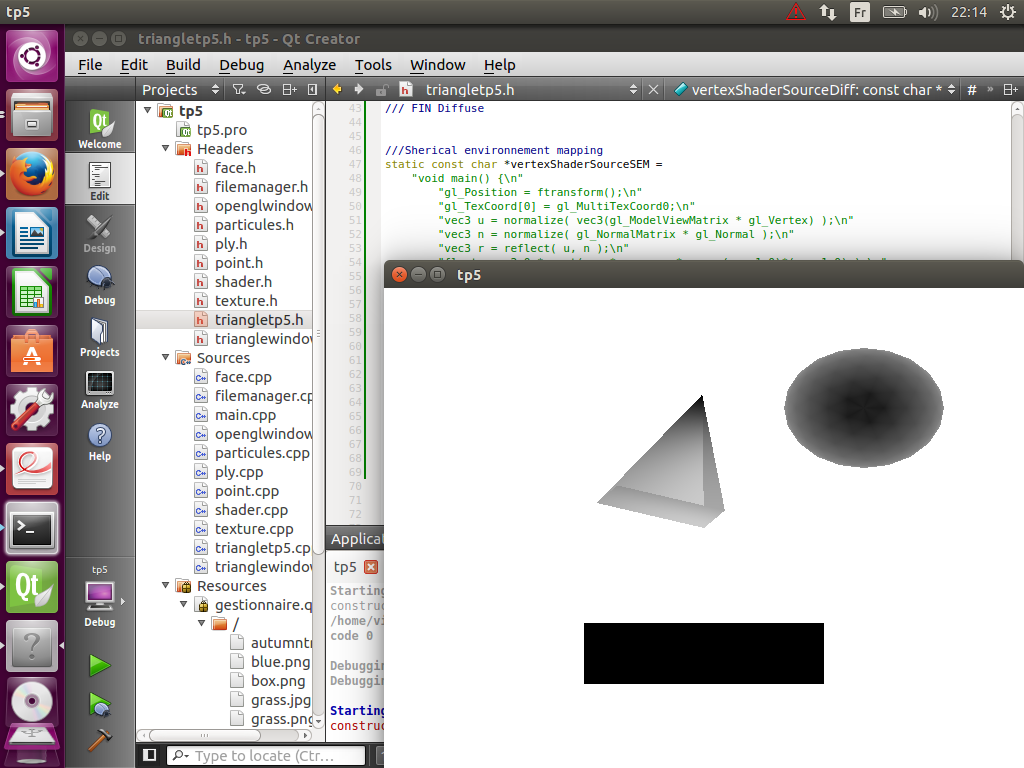 tp5
Fr
22:14
triangletp5.h - tp5 - Qt Creator
File Edit Build Debug Analyze Tools Window Help
Projects
triangletp5.h
vertexShaderSourceDiff: const char *
#
Welcome
Edit
Design
Debug
Projects
Analyze
Help
tp5
Debug
tp5
tp5.pro
Headers
face.h
filemanager.h
openglwindow
particules.h
ply.h
point.h
shader.h
texture.h
triangletp5.h
trianglewindow
Sources
face.cpp
filemanager.cp
main.cpp
openglwindow
particules.cpp
ply.cpp
point.cpp
shader.cpp
texture.cpp
triangletp5.cp
trianglewindow
Resources
gestionnaire.q
/
autumntr
blue.png
box.png
grass.jpg
grass.png
43 /// FIN Diffuse
44
45
46 ///Sherical environnement mapping
47 static const char *vertexShaderSourceSEM =
48 "void main() {\n"
49 "gl_Position = ftransform();\n"
50 "gl_TexCoord[0] = gl_MultiTexCoord0;\n"
51 "vec3 u = normalize( vec3(gl_ModelViewMatrix * gl_Vertex) );\n"
52 "vec3 n = normalize( gl_NormalMatrix * gl_Normal );\n"
53 "vec3 r = reflect( u, n );\n"
54
55
56
57
58
59
60
61
62
63
64
65
66
67
68
69
70
71
72
tp5
Applicat
tp5
Starting
construc
/home/vi
code 0
Debuggin
Debuggin
Starting
construc
Type to locate (Ctr...